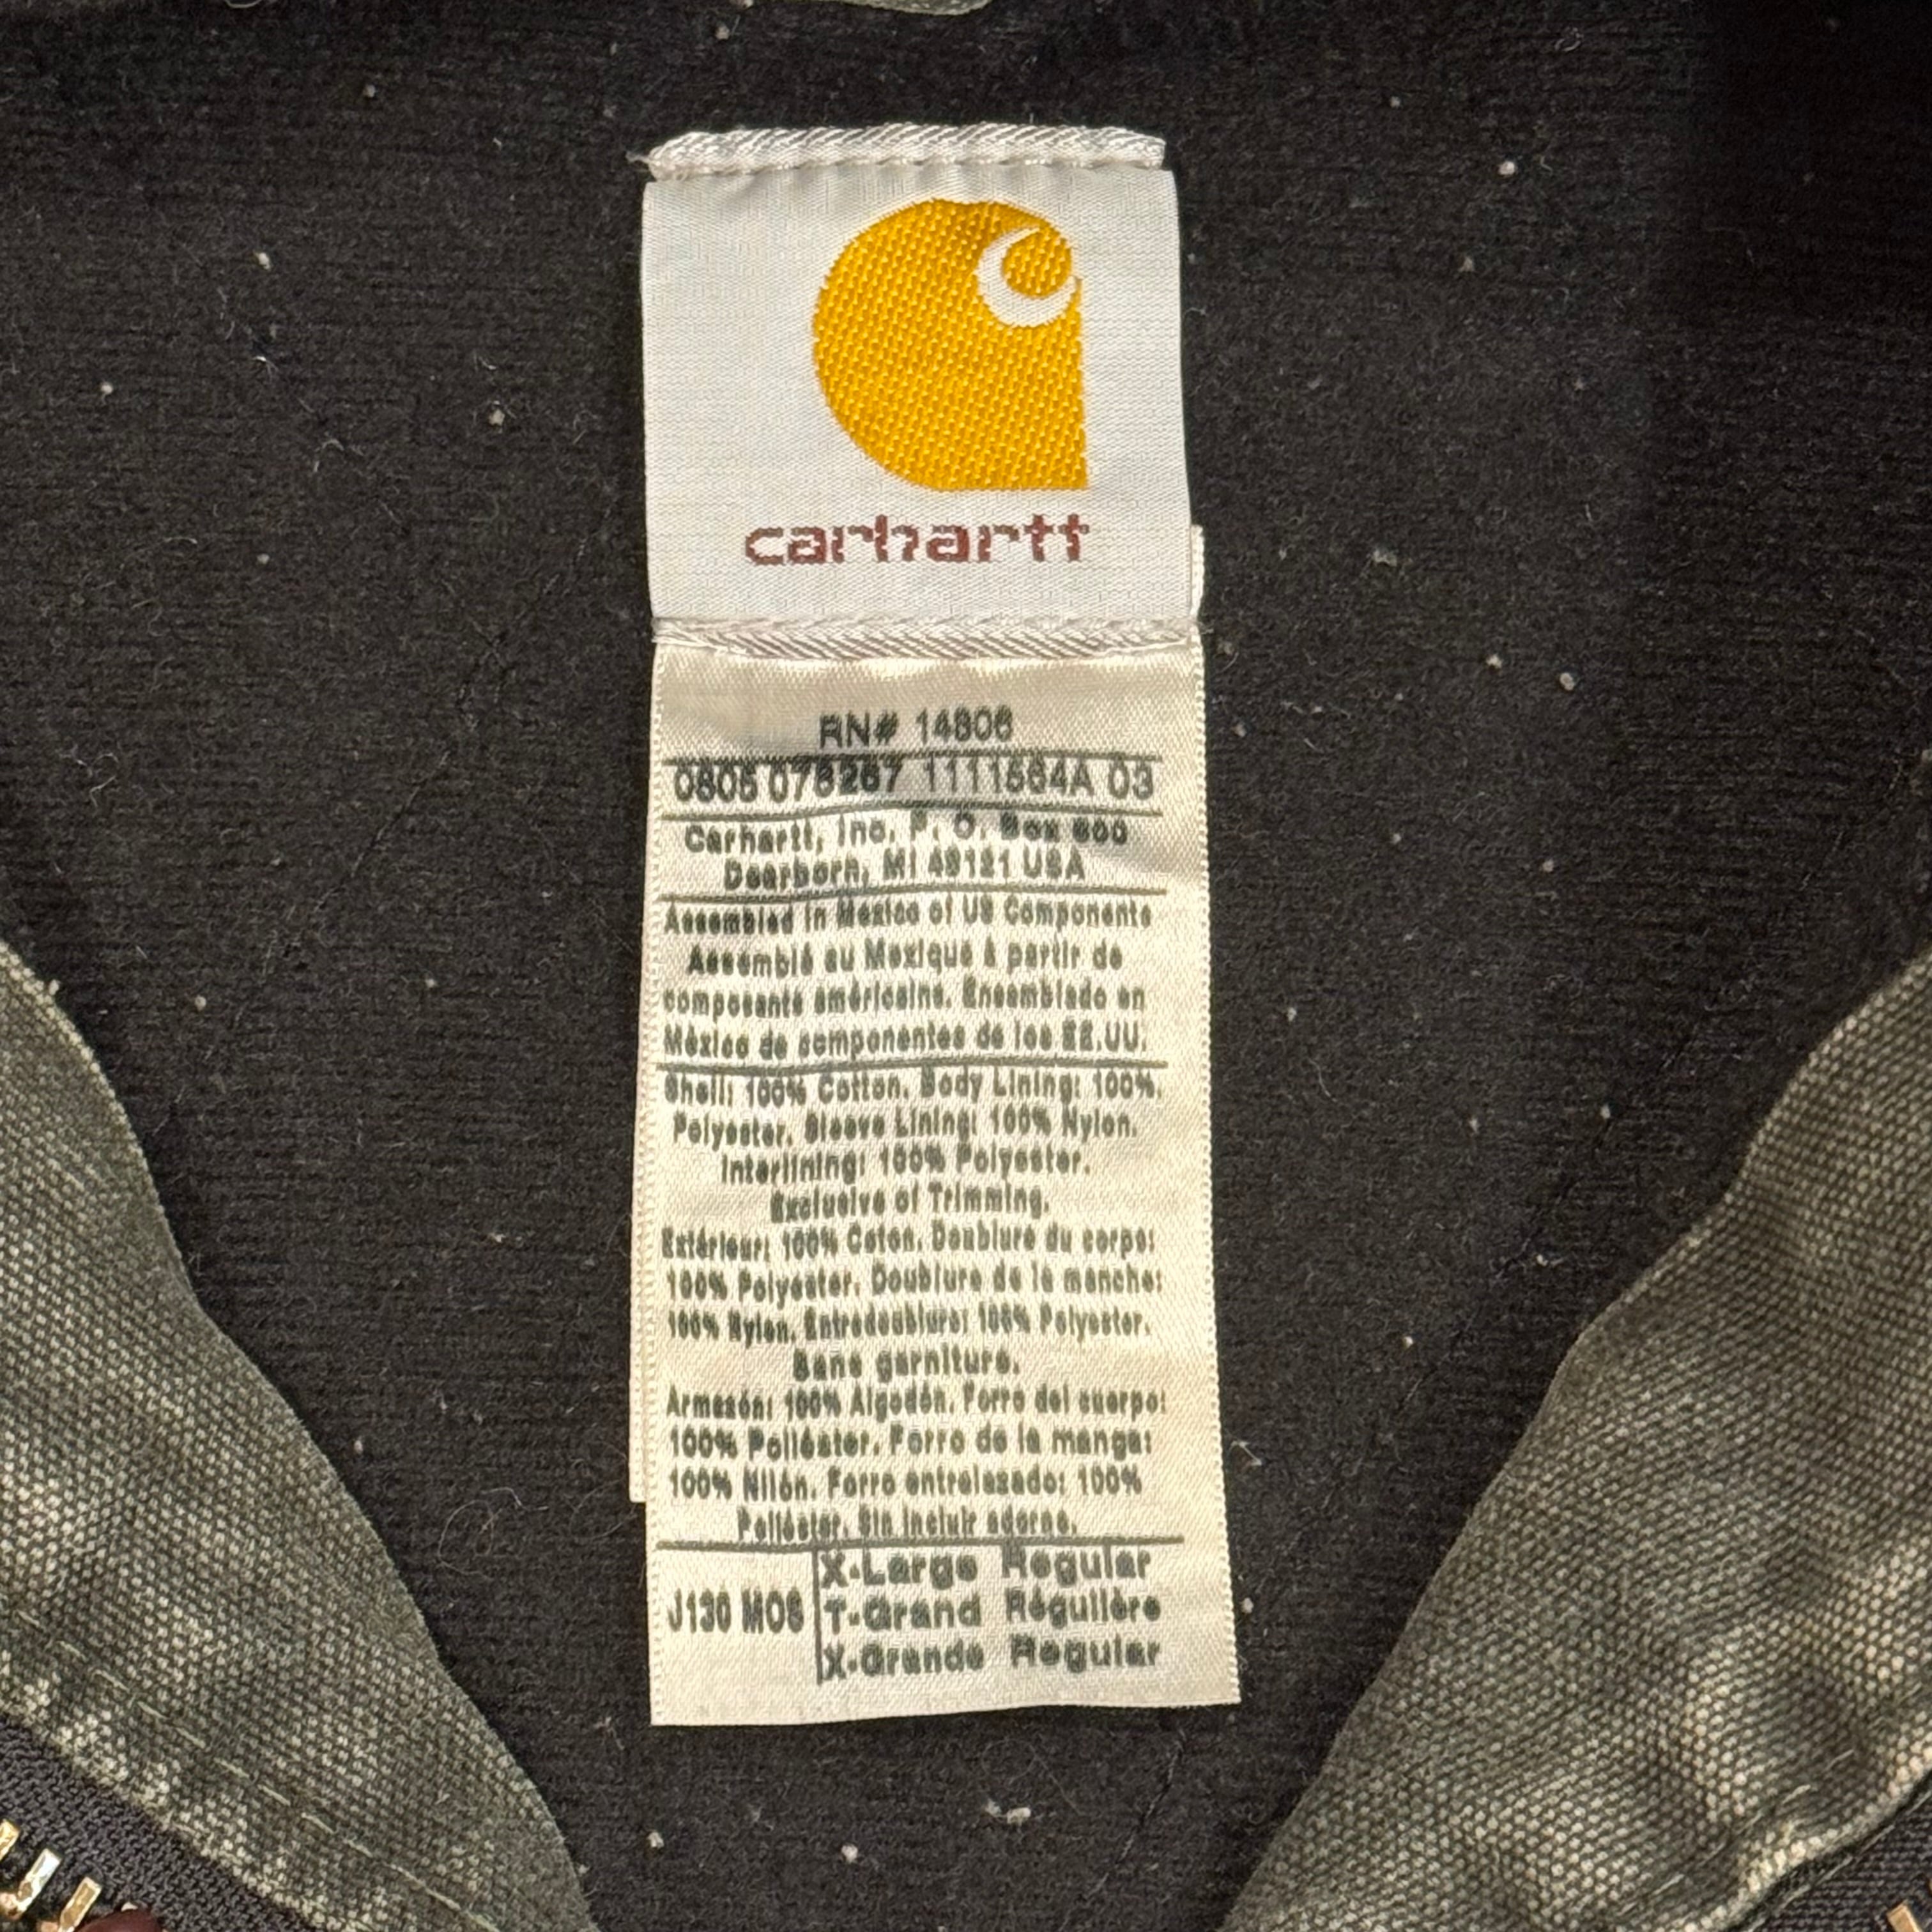 carhartt
RN# 14806
0805 076267 1111564A 03
Carhartt, Inc. P. O. Box 600
Dearborn, MI 48121 USA
Assembled in Mexico of US Components
Assemblé au Mexique à partir de
composants américains. Ensamblado en
México de componentes de los EE.UU.
Shell: 100% Cotton. Body Lining: 100%
Polyester. Sleeve Lining: 100% Nylon.
Interlining: 100% Polyester.
Exclusive of Trimming.
Extérieur: 100% Coton. Doublure du corps:
100% Polyester. Doublure de la manche:
100% Nylon. Entredoublure: 100% Polyester.
Sans garniture.
Armazón: 100% Algodón. Forro del cuerpo:
100% Poliéster. Forro de la manga:
100% Nilón. Forro entrelazado: 100%
Poliéster. Sin incluir adorno.
J130 MOS
X-Large Regular
T-Grand Régulière
X-Grande Regular